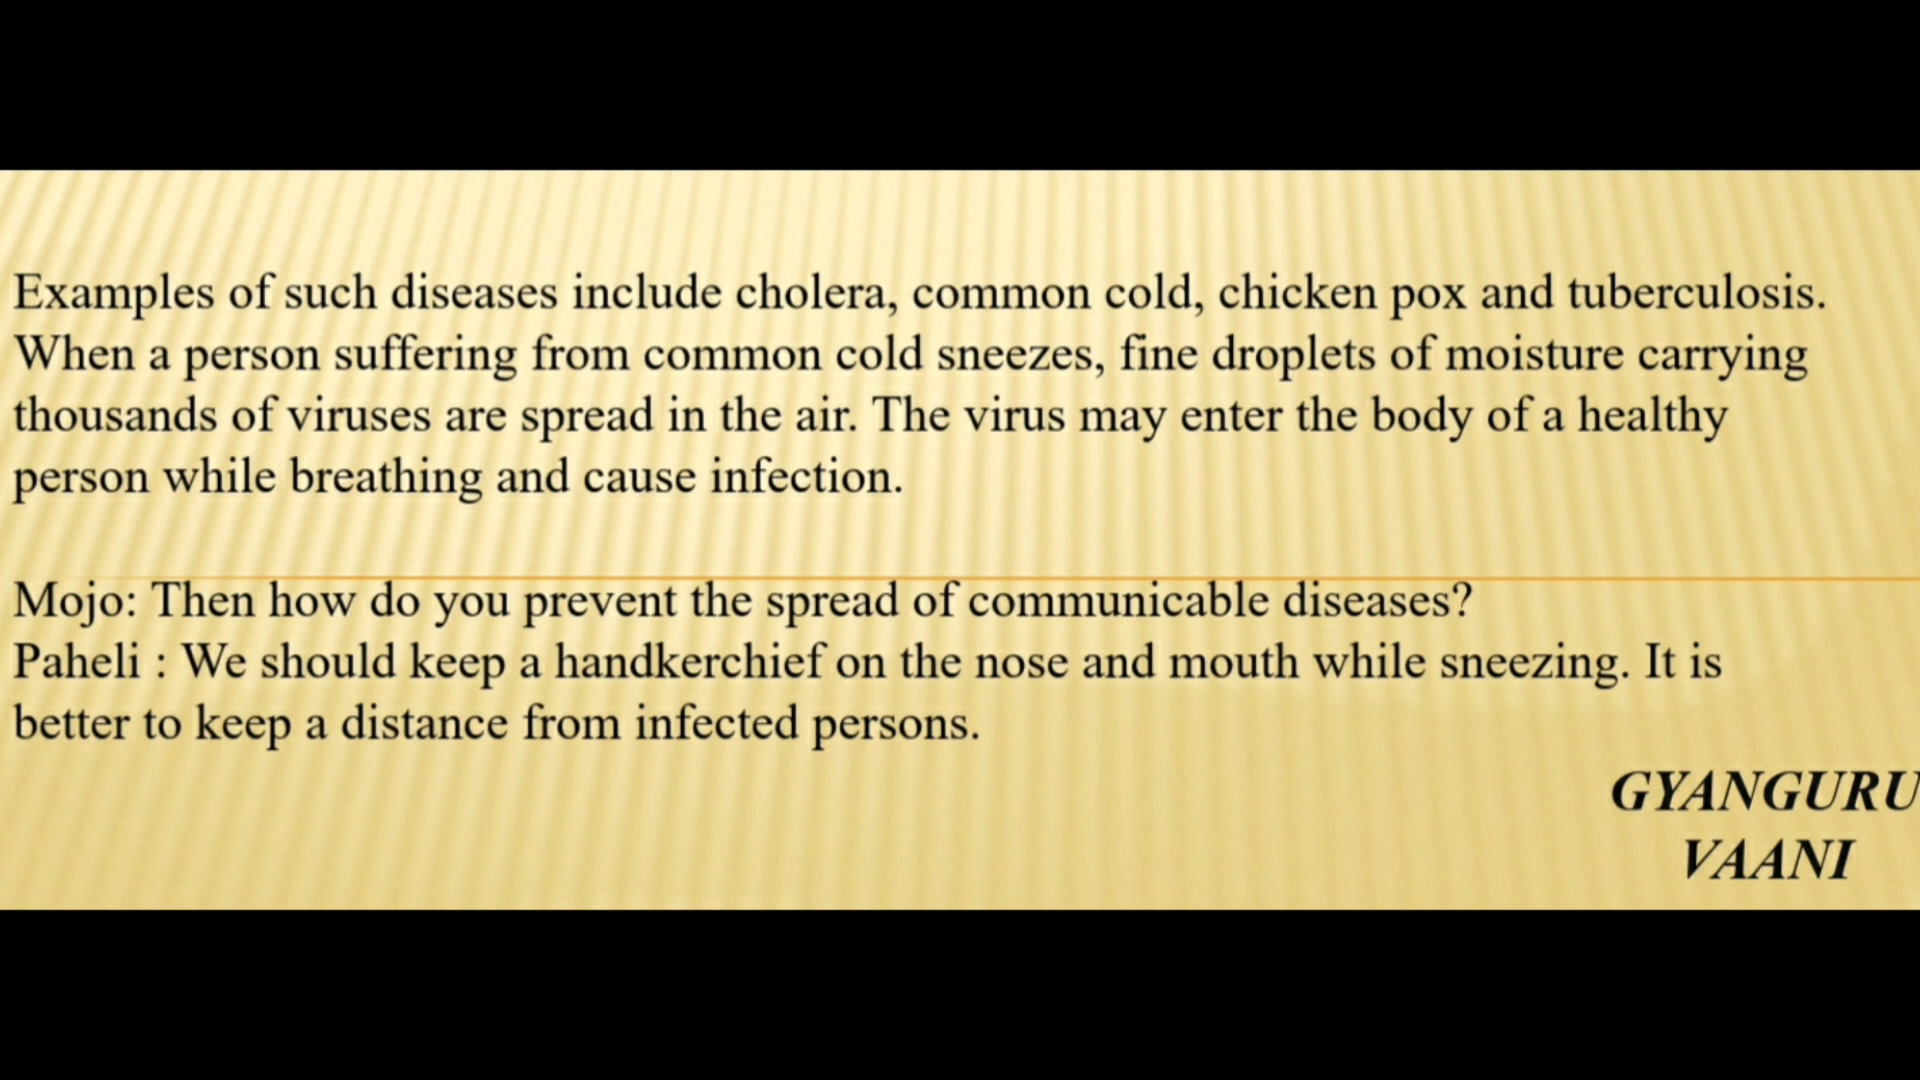 Examples of such diseases include cholera, common cold, chicken pox and tuberculosis.
When a person suffering from common cold sneezes, fine droplets of moisture carrying
thousands of viruses are spread in the air. The virus may enter the body of a healthy
person while breathing and cause infection.
Mojo: Then how do you prevent the spread of communicable diseases?
Paheli : We should keep a handkerchief on the nose and mouth while sneezing. It is
better to keep a distance from infected persons.
GYANGURU
VAANI